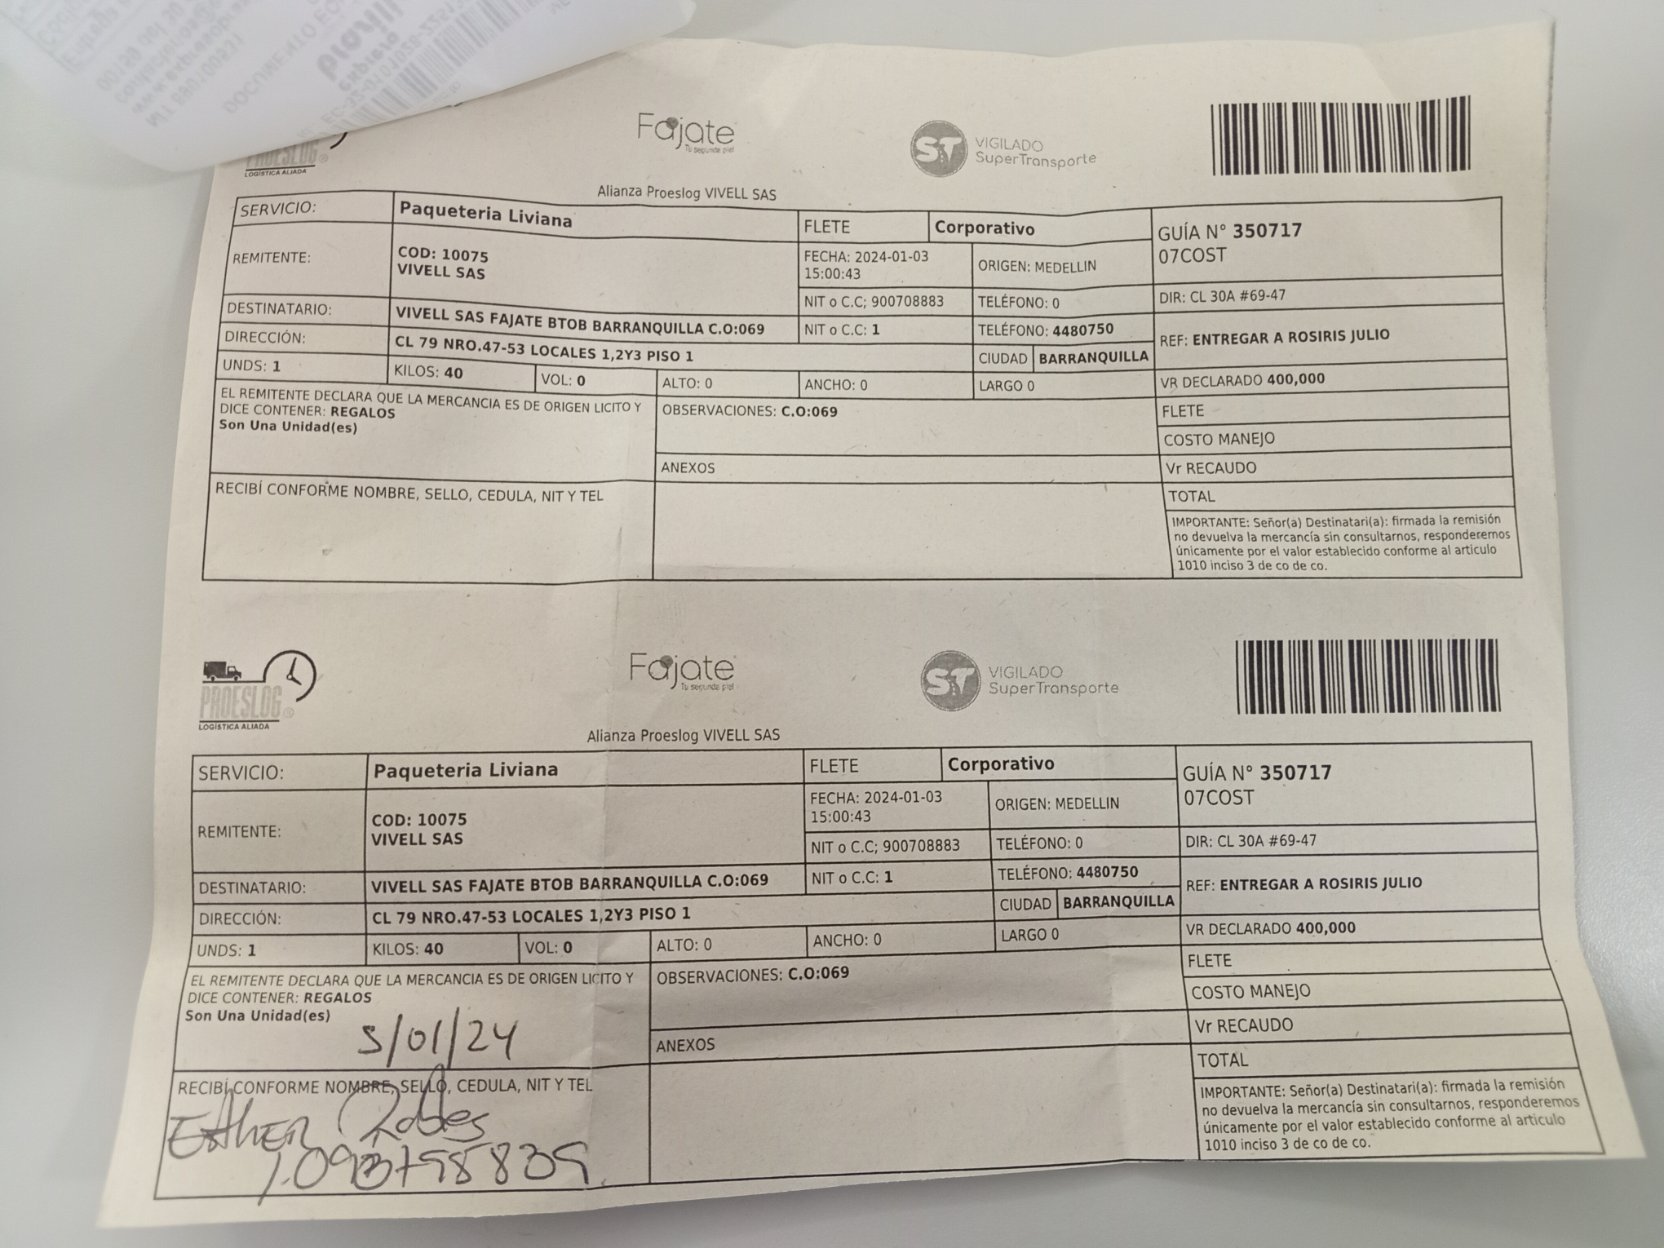 PROESLOG
LOGÍSTICA ALIADA
Fajate
Tu segunda piel
ST VIGILADO
SuperTransporte
Alianza Proeslog VIVELL SAS
SERVICIO: Paqueteria Liviana FLETE Corporativo GUÍA N° 350717
07COST
REMITENTE: COD: 10075
VIVELL SAS
FECHA: 2024-01-03
15:00:43
ORIGEN: MEDELLIN
NIT o C.C; 900708883 TELÉFONO: 0 DIR: CL 30A #69-47
DESTINATARIO: VIVELL SAS FAJATE BTOB BARRANQUILLA C.O:069 NIT o C.C: 1 TELÉFONO: 4480750 REF: ENTREGAR A ROSIRIS JULIO
DIRECCIÓN: CL 79 NRO.47-53 LOCALES 1,2Y3 PISO 1 CIUDAD BARRANQUILLA
UNDS: 1 KILOS: 40 VOL: 0 ALTO: 0 ANCHO: 0 LARGO 0 VR DECLARADO 400,000
EL REMITENTE DECLARA QUE LA MERCANCIA ES DE ORIGEN LICITO Y
DICE CONTENER: REGALOS
Son Una Unidad(es)
OBSERVACIONES: C.O:069
FLETE
COSTO MANEJO
ANEXOS
Vr RECAUDO
RECIBÍ CONFORME NOMBRE, SELLO, CEDULA, NIT Y TEL
TOTAL
IMPORTANTE: Señor(a) Destinatari(a): firmada la remisión
no devuelva la mercancía sin consultarnos, responderemos
únicamente por el valor establecido conforme al articulo
1010 inciso 3 de co de co.
PROESLOG
LOGÍSTICA ALIADA
Fajate
Tu segunda piel
ST VIGILADO
SuperTransporte
Alianza Proeslog VIVELL SAS
SERVICIO: Paqueteria Liviana FLETE Corporativo GUÍA N° 350717
07COST
REMITENTE: COD: 10075
VIVELL SAS
FECHA: 2024-01-03
15:00:43
ORIGEN: MEDELLIN
NIT o C.C; 900708883 TELÉFONO: 0 DIR: CL 30A #69-47
DESTINATARIO: VIVELL SAS FAJATE BTOB BARRANQUILLA C.O:069 NIT o C.C: 1 TELÉFONO: 4480750 REF: ENTREGAR A ROSIRIS JULIO
DIRECCIÓN: CL 79 NRO.47-53 LOCALES 1,2Y3 PISO 1 CIUDAD BARRANQUILLA
UNDS: 1 KILOS: 40 VOL: 0 ALTO: 0 ANCHO: 0 LARGO 0 VR DECLARADO 400,000
EL REMITENTE DECLARA QUE LA MERCANCIA ES DE ORIGEN LICITO Y
DICE CONTENER: REGALOS
Son Una Unidad(es)
5/01/24
OBSERVACIONES: C.O:069
FLETE
COSTO MANEJO
ANEXOS
Vr RECAUDO
RECIBÍ CONFORME NOMBRE, SELLO, CEDULA, NIT Y TEL
Esther Robles
TOTAL
IMPORTANTE: Señor(a) Destinatari(a): firmada la remisión
no devuelva la mercancía sin consultarnos, responderemos
únicamente por el valor establecido conforme al articulo
1010 inciso 3 de co de co.